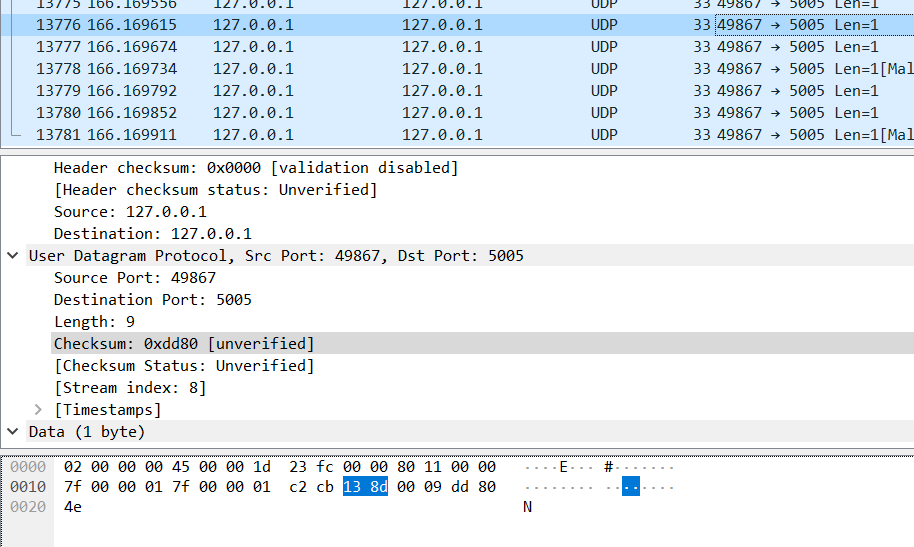 13775 166.169556 127.0.0.1 127.0.0.1 UDP 33 49867 → 5005 Len=1
13776 166.169615 127.0.0.1 127.0.0.1 UDP 33 49867 → 5005 Len=1
13777 166.169674 127.0.0.1 127.0.0.1 UDP 33 49867 → 5005 Len=1
13778 166.169734 127.0.0.1 127.0.0.1 UDP 33 49867 → 5005 Len=1[Mal
13779 166.169792 127.0.0.1 127.0.0.1 UDP 33 49867 → 5005 Len=1
13780 166.169852 127.0.0.1 127.0.0.1 UDP 33 49867 → 5005 Len=1
13781 166.169911 127.0.0.1 127.0.0.1 UDP 33 49867 → 5005 Len=1[Mal
Header checksum: 0x0000 [validation disabled]
[Header checksum status: Unverified]
Source: 127.0.0.1
Destination: 127.0.0.1
User Datagram Protocol, Src Port: 49867, Dst Port: 5005
Source Port: 49867
Destination Port: 5005
Length: 9
Checksum: 0xdd80 [unverified]
[Checksum Status: Unverified]
[Stream index: 8]
[Timestamps]
Data (1 byte)
0000 02 00 00 00 45 00 00 1d 23 fc 00 00 80 11 00 00 ····E··· #·······
0010 7f 00 00 01 7f 00 00 01 c2 cb 13 8d 00 09 dd 80 ········ ········
0020 4e N